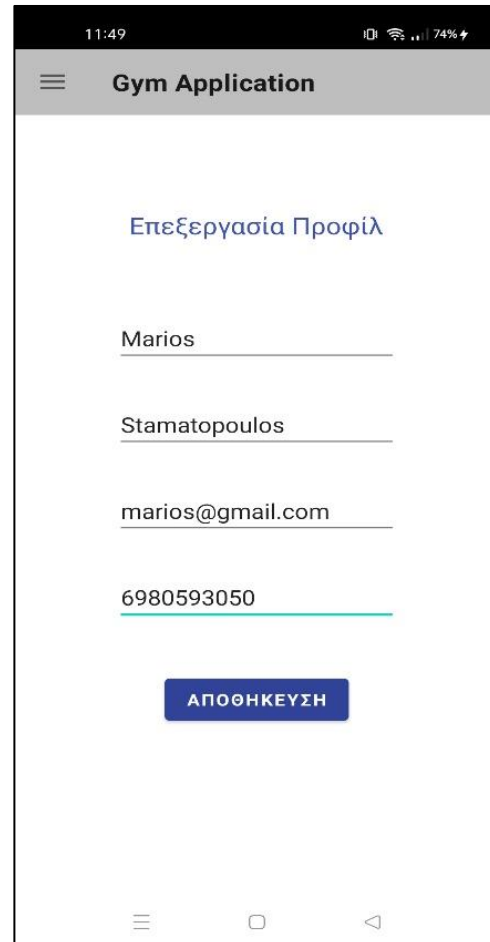 11:49
74%
Gym Application
Επεξεργασία Προφίλ
Marios
Stamatopoulos
marios@gmail.com
6980593050
ΑΠΟΘΗΚΕΥΣΗ